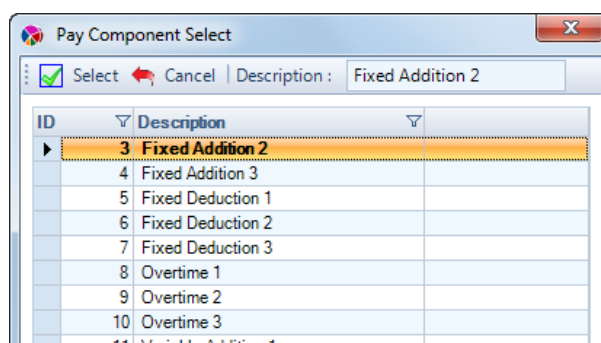 Pay Component Select
Select Cancel Description : Fixed Addition 2
ID Description
3 Fixed Addition 2
4 Fixed Addition 3
5 Fixed Deduction 1
6 Fixed Deduction 2
7 Fixed Deduction 3
8 Overtime 1
9 Overtime 2
10 Overtime 3